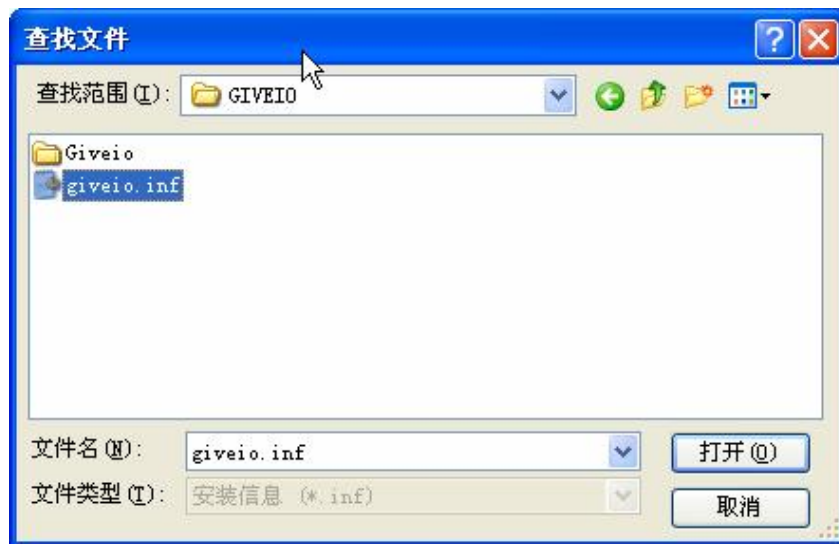 查找文件
查找范围(I): GIVEIO
Giveio
giveio.inf
文件名(N): giveio.inf 打开(O)
文件类型(T): 安装信息 (*.inf) 取消